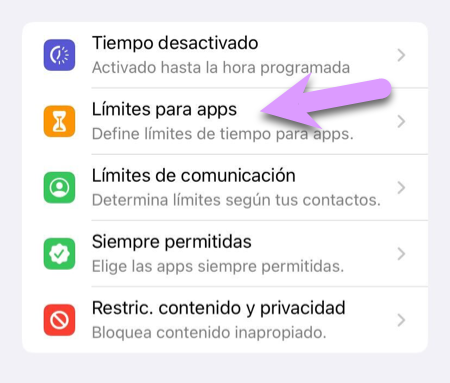 Tiempo desactivado
Activado hasta la hora programada
Límites para apps
Define límites de tiempo para apps.
Límites de comunicación
Determina límites según tus contactos.
Siempre permitidas
Elige las apps siempre permitidas.
Restric. contenido y privacidad
Bloquea contenido inapropiado.